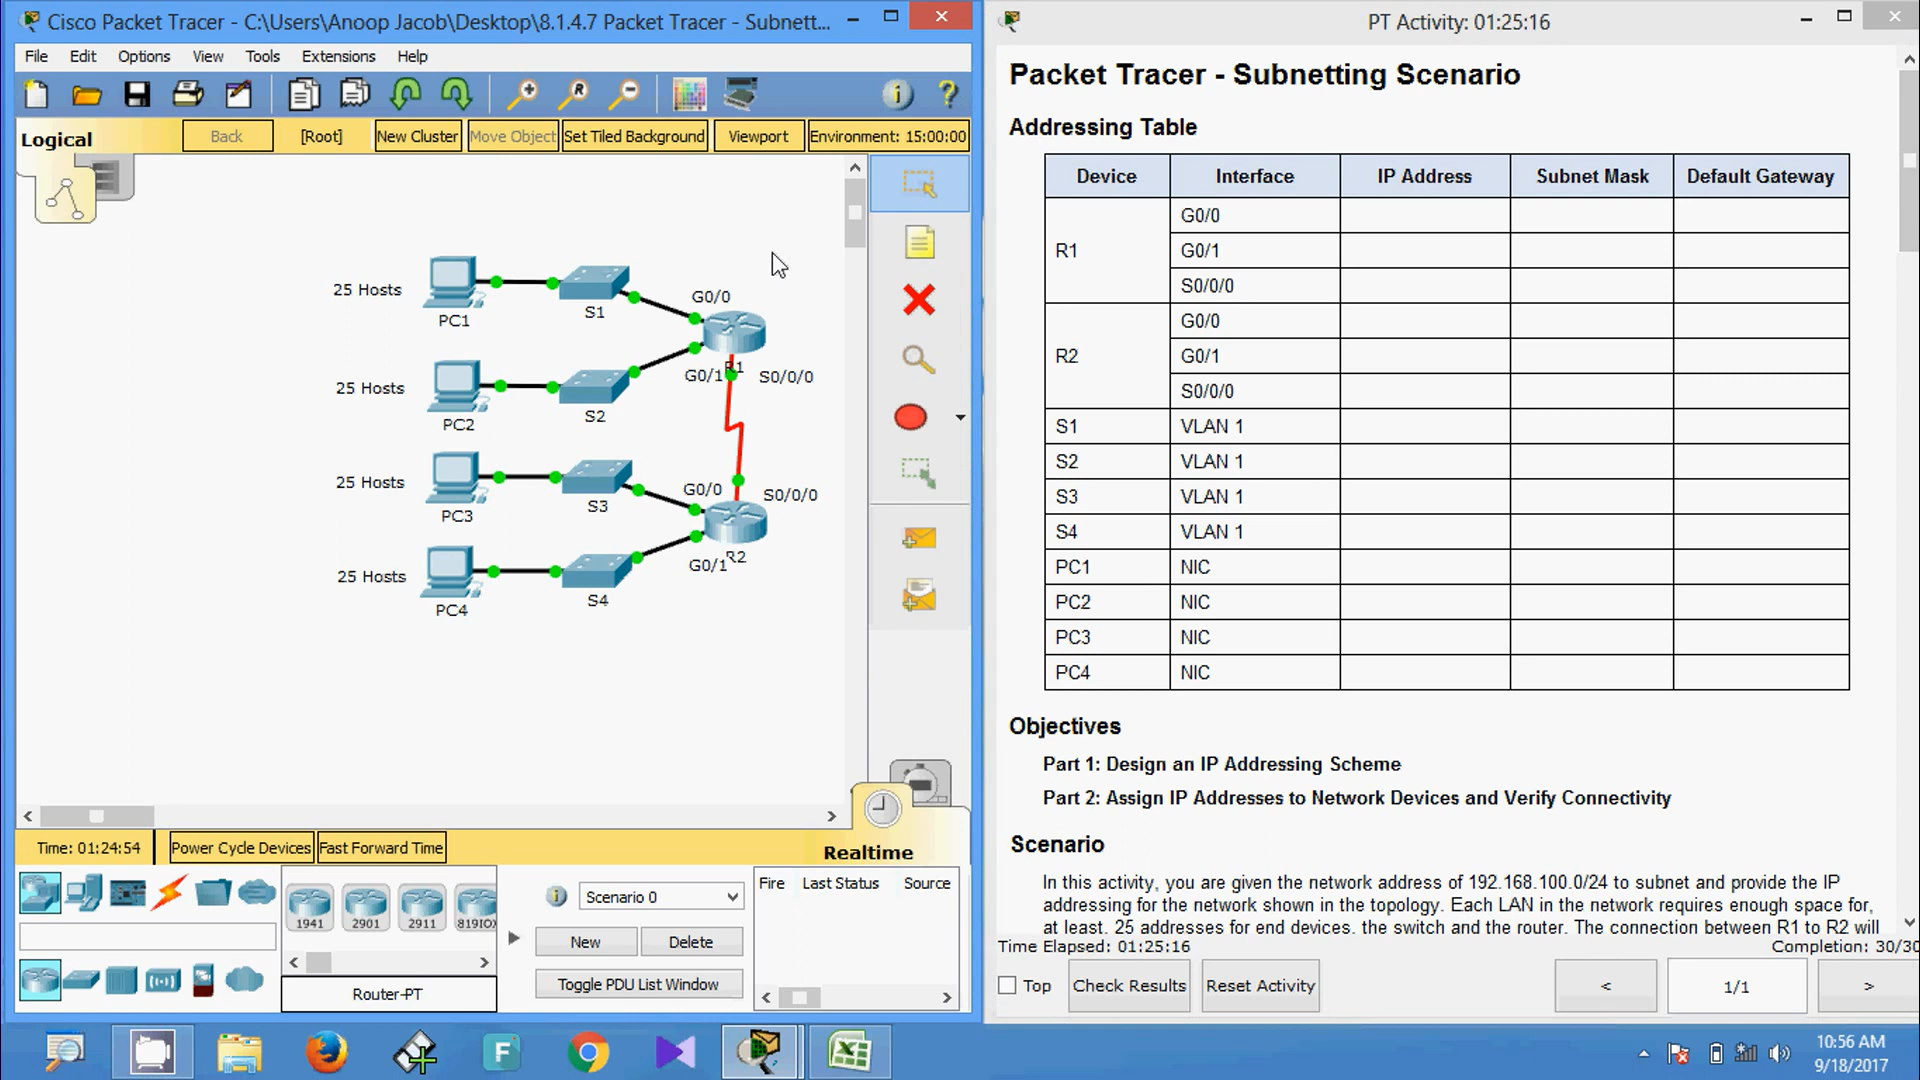 Cisco Packet Tracer - C:\Users\Anoop Jacob\Desktop\8.1.4.7 Packet Tracer - Subnett...
File Edit Options View Tools Extensions Help
Logical Back [Root] New Cluster Move Object Set Tiled Background Viewport Environment: 15:00:00
25 Hosts
PC1
S1
G0/0
R1
G0/1
S0/0/0
25 Hosts
PC2
S2
25 Hosts
PC3
S3
G0/0
S0/0/0
R2
G0/1
25 Hosts
PC4
S4
Time: 01:24:54 Power Cycle Devices Fast Forward Time
Realtime
1941 2901 2911 819IOX
Router-PT
Scenario 0
New Delete
Toggle PDU List Window
Fire Last Status Source
PT Activity: 01:25:16
Packet Tracer - Subnetting Scenario
Addressing Table
Device Interface IP Address Subnet Mask Default Gateway
R1 G0/0
G0/1
S0/0/0
R2 G0/0
G0/1
S0/0/0
S1 VLAN 1
S2 VLAN 1
S3 VLAN 1
S4 VLAN 1
PC1 NIC
PC2 NIC
PC3 NIC
PC4 NIC
Objectives
Part 1: Design an IP Addressing Scheme
Part 2: Assign IP Addresses to Network Devices and Verify Connectivity
Scenario
In this activity, you are given the network address of 192.168.100.0/24 to subnet and provide the IP
addressing for the network shown in the topology. Each LAN in the network requires enough space for,
at least, 25 addresses for end devices, the switch and the router. The connection between R1 to R2 will
Time Elapsed: 01:25:16 Completion: 30/30
Top Check Results Reset Activity < 1/1 >
10:56 AM
9/18/2017